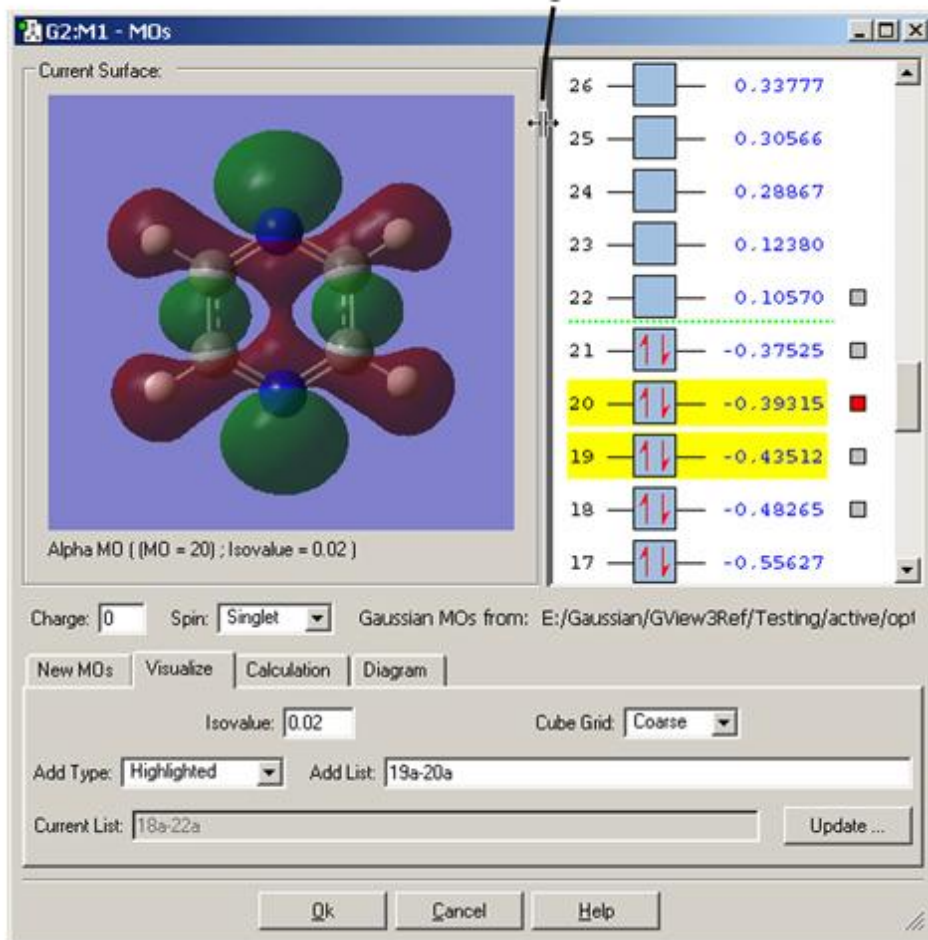 G2:M1 - MOs
Current Surface:
26 0.33777
25 0.30566
24 0.28867
23 0.12380
22 0.10570
21 -0.37525
20 -0.39315
19 -0.43512
18 -0.48265
17 -0.55627
Alpha MO ( (MO = 20) ; Isovalue = 0.02 )
Charge: 0 Spin: Singlet Gaussian MOs from: E:/Gaussian/GView3Ref/Testing/active/opt
New MOs Visualize Calculation Diagram
Isovalue: 0.02 Cube Grid: Coarse
Add Type: Highlighted Add List: 19a-20a
Current List: 18a-22a Update ...
Ok Cancel Help